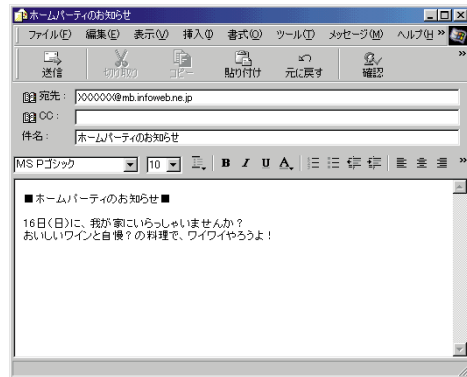 ホームパーティのお知らせ
ファイル(F) 編集(E) 表示(V) 挿入(I) 書式(O) ツール(T) メッセージ(M) ヘルプ(H) »
送信 切り取り コピー 貼り付け 元に戻す 確認 »
宛先: XXXXXX@mb.infoweb.ne.jp
CC:
件名: ホームパーティのお知らせ
MS Pゴシック 10 B I U A »
■ホームパーティのお知らせ■
16日(日)に、我が家にいらっしゃいませんか?
おいしいワインと自慢?の料理で、ワイワイやろうよ!